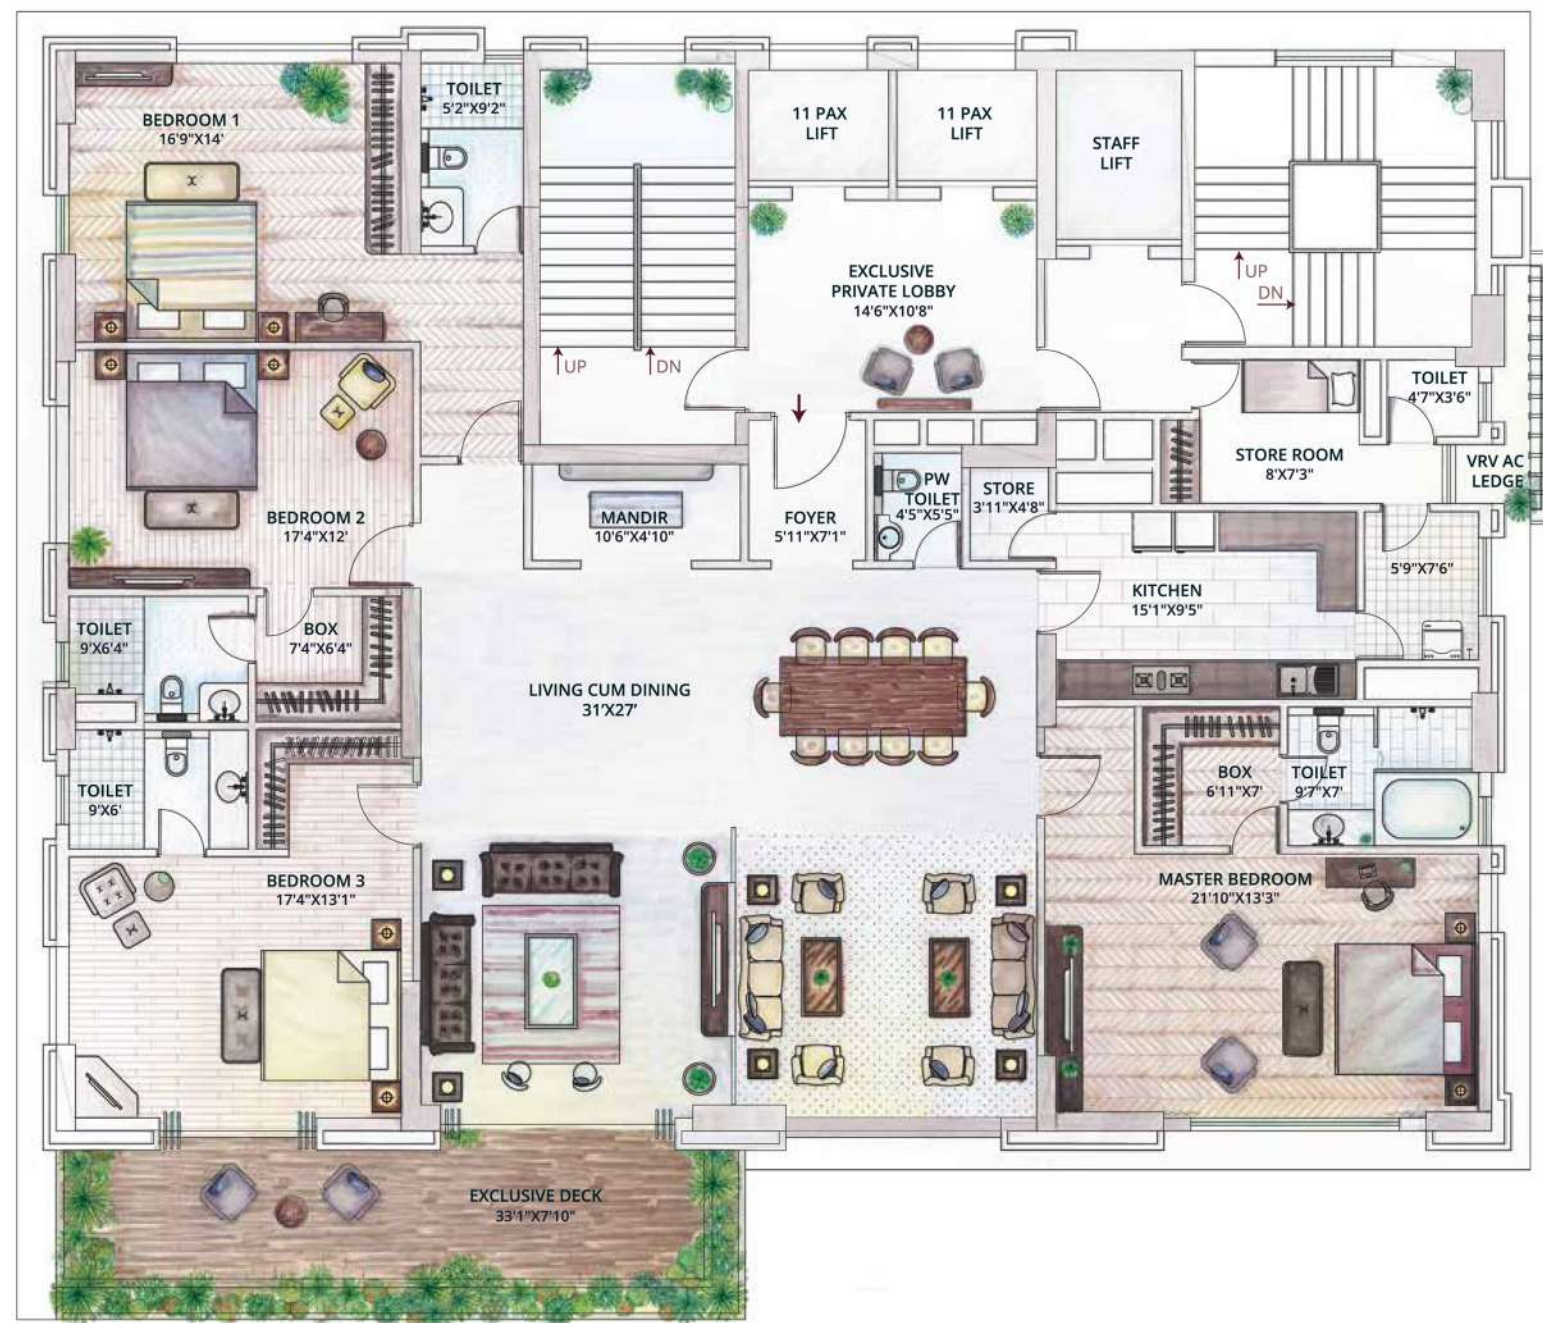 TOILET
5'2"X9'2"
BEDROOM 1
16'9"X14'
11 PAX
LIFT
11 PAX
LIFT
STAFF
LIFT
EXCLUSIVE
PRIVATE LOBBY
14'6"X10'8"
UP
DN
UP
DN
TOILET
4'7"X3'6"
STORE ROOM
8'X7'3"
VRV AC
LEDGE
BEDROOM 2
17'4"X12'
MANDIR
10'6"X4'10"
FOYER
5'11"X7'1"
PW
TOILET
4'5"X5'5"
STORE
3'11"X4'8"
KITCHEN
15'1"X9'5"
5'9"X7'6"
TOILET
9'X6'4"
BOX
7'4"X6'4"
LIVING CUM DINING
31'X27'
TOILET
9'X6'
BOX
6'11"X7'
TOILET
9'7"X7'
BEDROOM 3
17'4"X13'1"
MASTER BEDROOM
21'10"X13'3"
EXCLUSIVE DECK
33'1"X7'10"